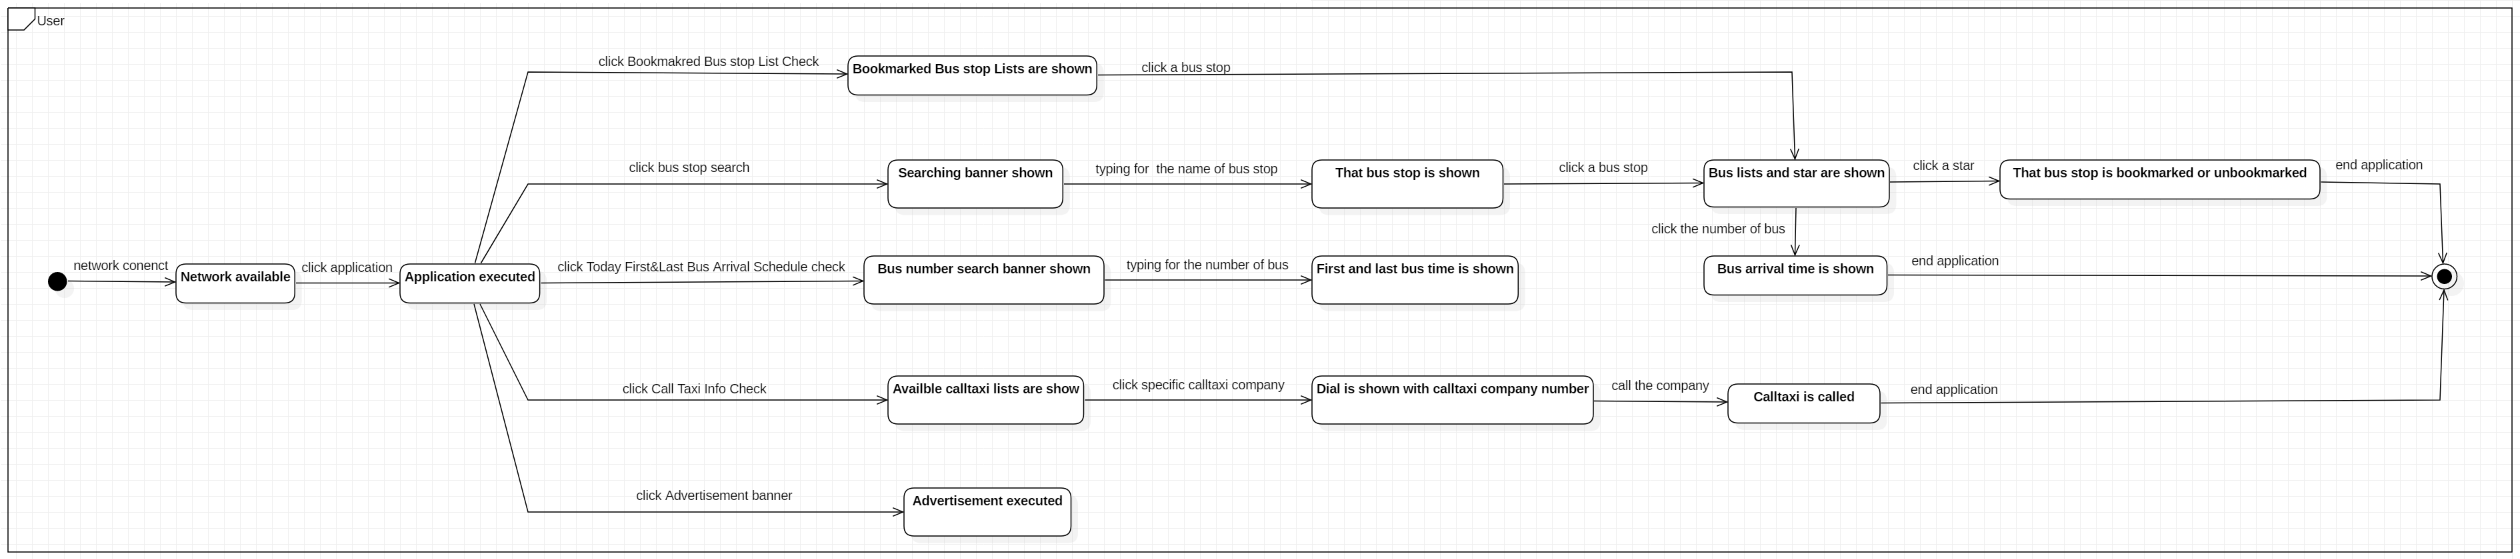 User
click Bookmakred Bus stop List Check
Bookmarked Bus stop Lists are shown
click a bus stop
click bus stop search
Searching banner shown
typing for  the name of bus stop
That bus stop is shown
click a bus stop
Bus lists and star are shown
click a star
That bus stop is bookmarked or unbookmarked
end application
click the number of bus
network conenct
Network available
click application
Application executed
click Today First&Last Bus Arrival Schedule check
Bus number search banner shown
typing for the number of bus
First and last bus time is shown
Bus arrival time is shown
end application
click Call Taxi Info Check
Availble calltaxi lists are show
click specific calltaxi company
Dial is shown with calltaxi company number
call the company
Calltaxi is called
end application
click Advertisement banner
Advertisement executed